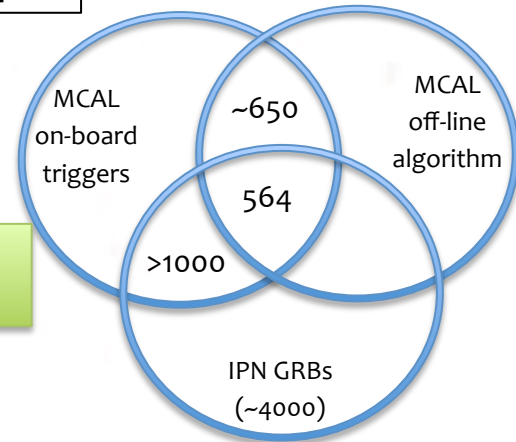 MCAL
on-board
triggers
~650
MCAL
off-line
algorithm
564
>1000
IPN GRBs
(~4000)